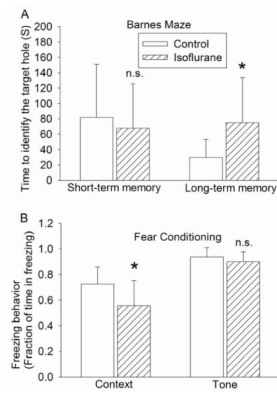 A
Barnes Maze
Control
Isoflurane
n.s.
*
Time to identify the target hole (S)
200
180
160
140
120
100
80
60
40
20
0
Short-term memory Long-term memory
B
Fear Conditioning
n.s.
*
Freezing behavior
(Fraction of time in freezing)
1.2
1.0
0.8
0.6
0.4
0.2
0.0
Context Tone